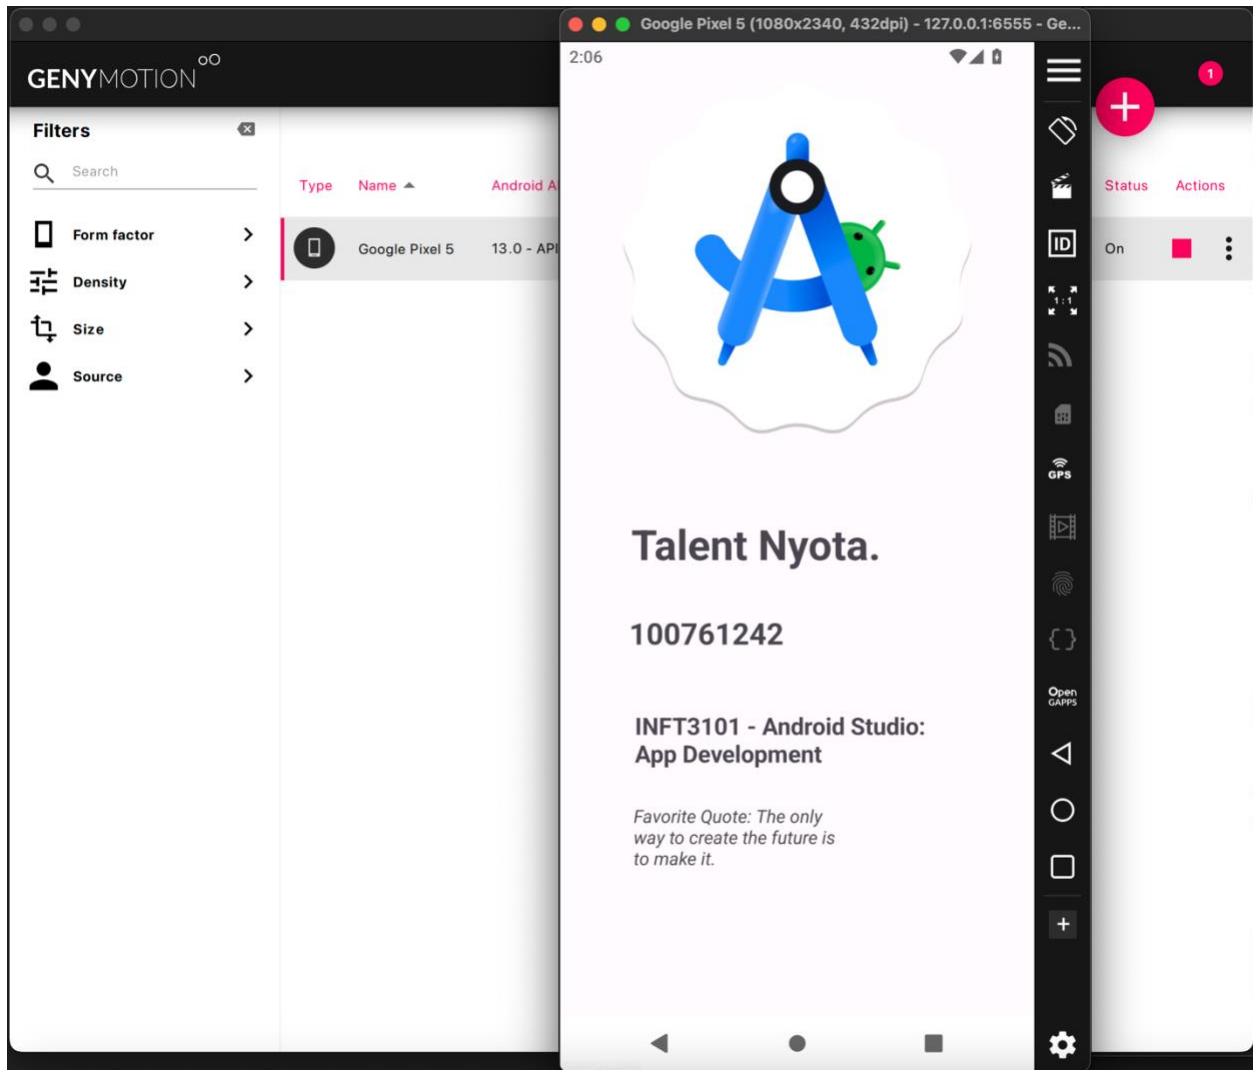 Google Pixel 5 (1080x2340, 432dpi) - 127.0.0.1:6555 - Ge...
GENYMOTION
1
Filters
Search
Form factor
Density
Size
Source
Type Name Android A
Status Actions
Google Pixel 5 13.0 - API
On
2:06
Talent Nyota.
100761242
INFT3101 - Android Studio:
App Development
Favorite Quote: The only
way to create the future is
to make it.
ID
1:1
GPS
Open
GAPPS